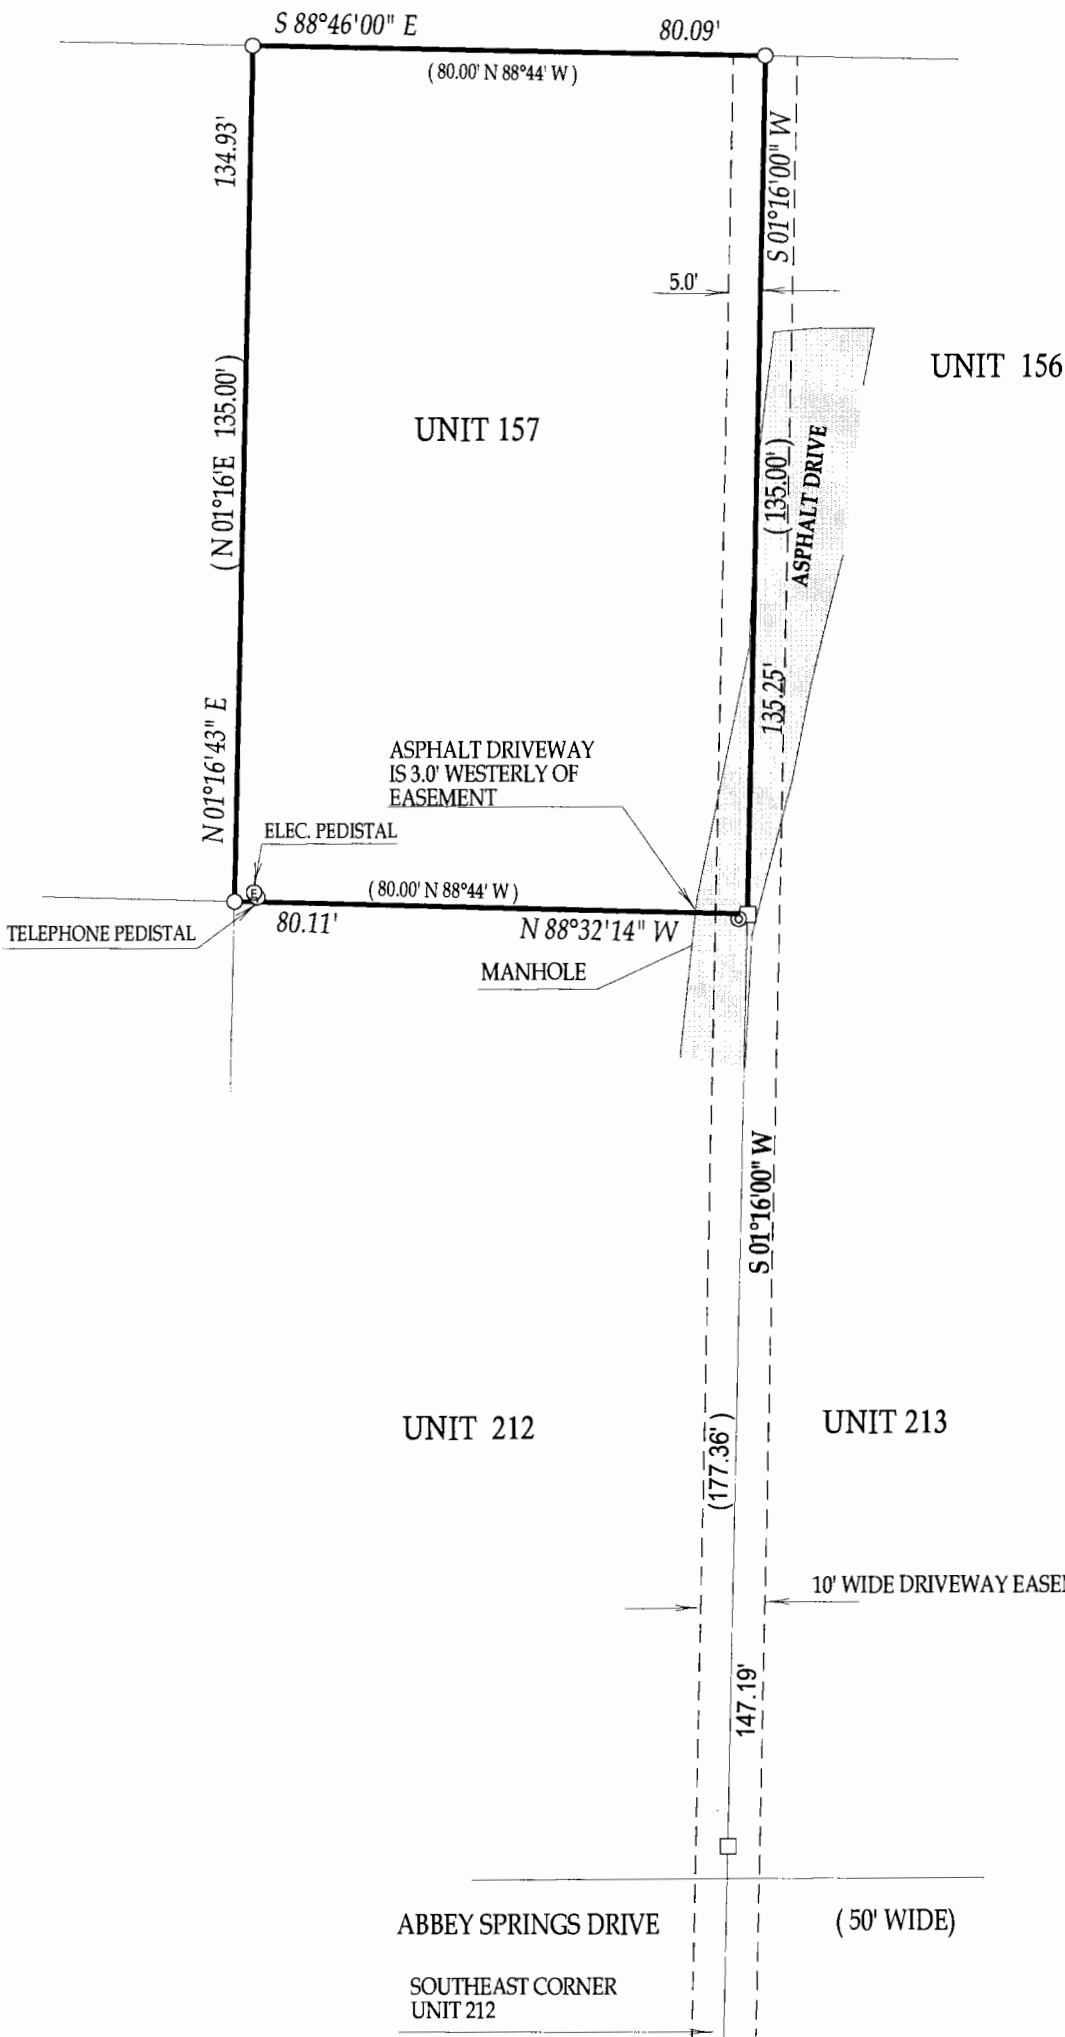 S 88°46'00" E
80.09'
( 80.00' N 88°44' W )
134.93'
S 01°16'00" W
5.0'
UNIT 156
( N 01°16'E 135.00' )
UNIT 157
( 135.00' )
ASPHALT DRIVE
135.25'
N 01°16'43" E
ASPHALT DRIVEWAY
IS 3.0' WESTERLY OF
EASEMENT
ELEC. PEDISTAL
E
( 80.00' N 88°44' W )
TELEPHONE PEDISTAL
80.11'
N 88°32'14" W
MANHOLE
S 01°16'00" W
UNIT 212
(177.36' )
UNIT 213
10' WIDE DRIVEWAY EASE
147.19'
ABBEY SPRINGS DRIVE
( 50' WIDE)
SOUTHEAST CORNER
UNIT 212